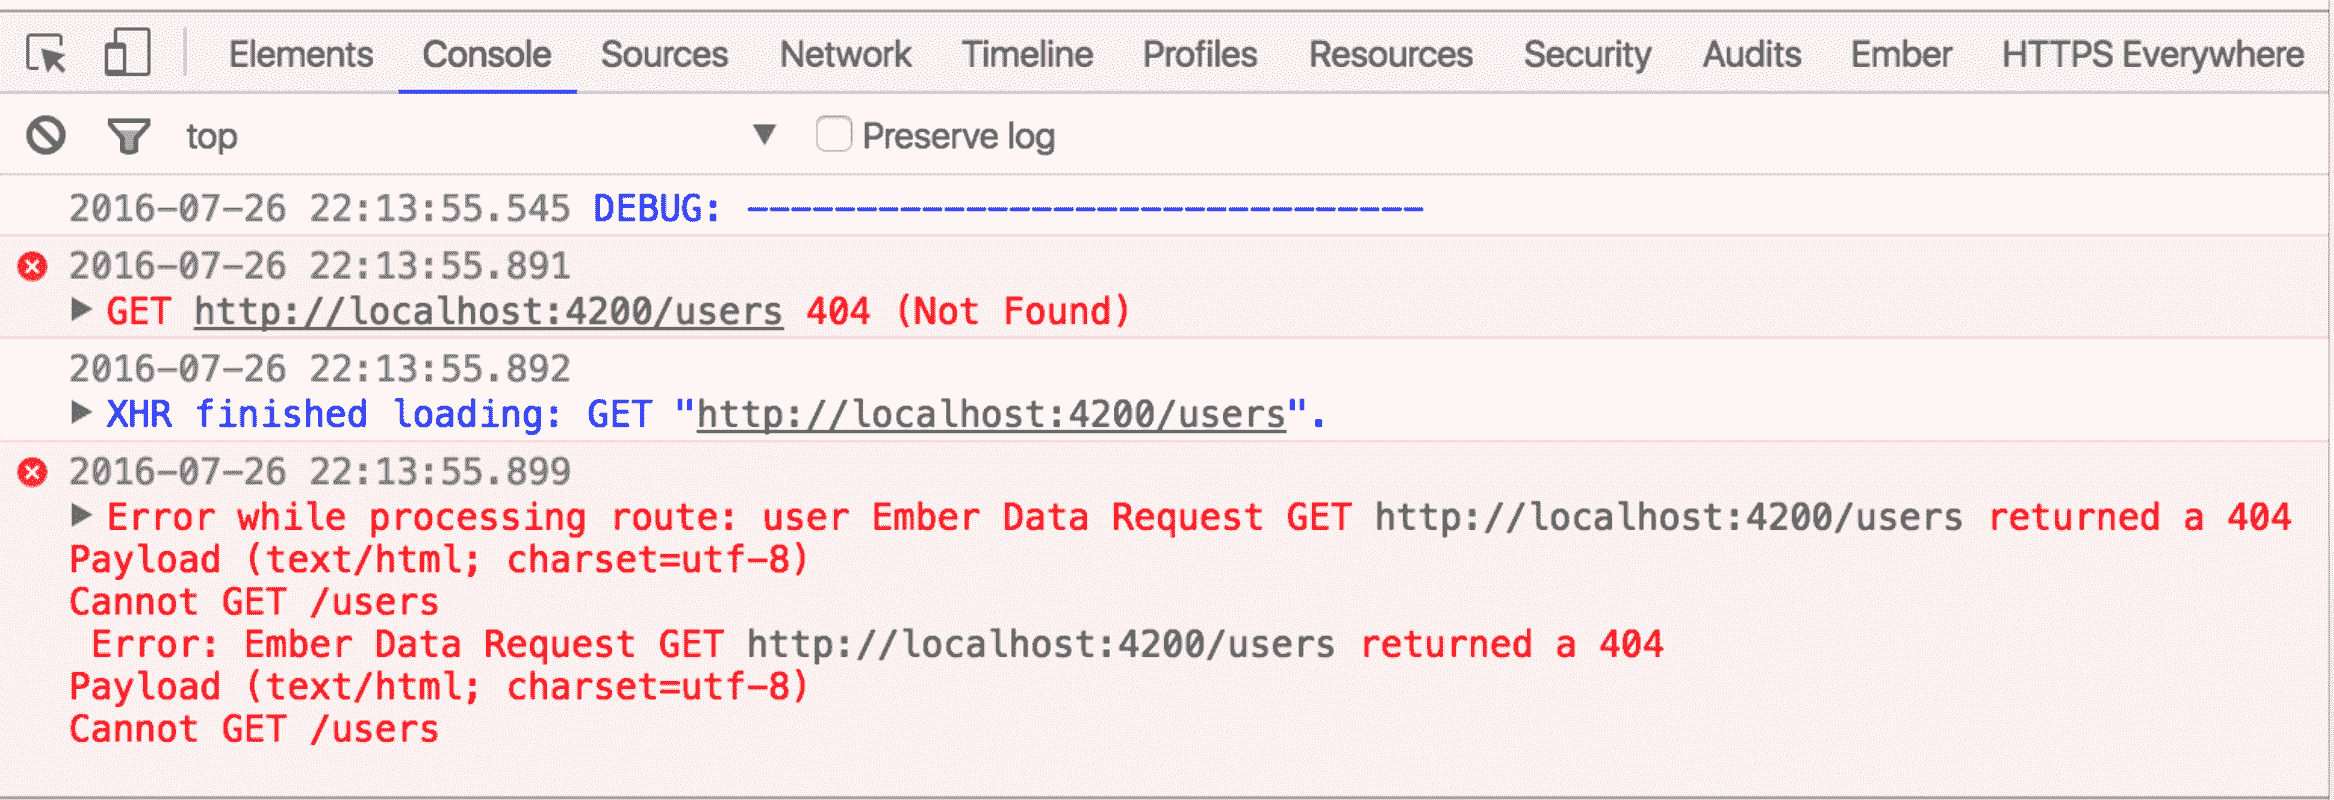 Elements Console Sources Network Timeline Profiles Resources Security Audits Ember HTTPS Everywhere
top ▼ Preserve log
2016-07-26 22:13:55.545 DEBUG: -------------------------------
2016-07-26 22:13:55.891
▶ GET http://localhost:4200/users 404 (Not Found)
2016-07-26 22:13:55.892
▶ XHR finished loading: GET "http://localhost:4200/users".
2016-07-26 22:13:55.899
▶ Error while processing route: user Ember Data Request GET http://localhost:4200/users returned a 404
Payload (text/html; charset=utf-8)
Cannot GET /users
Error: Ember Data Request GET http://localhost:4200/users returned a 404
Payload (text/html; charset=utf-8)
Cannot GET /users